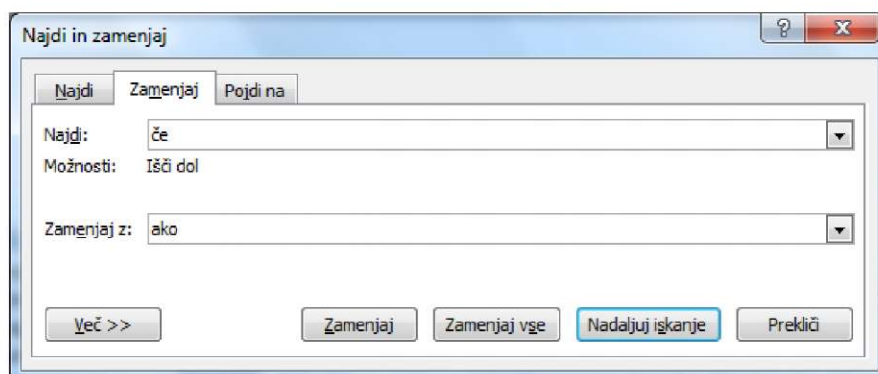 Najdi in zamenjaj
Najdi Zamenjaj Pojdi na
Najdi: če
Možnosti: Išči dol
Zamenjaj z: ako
Več >> Zamenjaj Zamenjaj vse Nadaljuj iskanje Prekliči